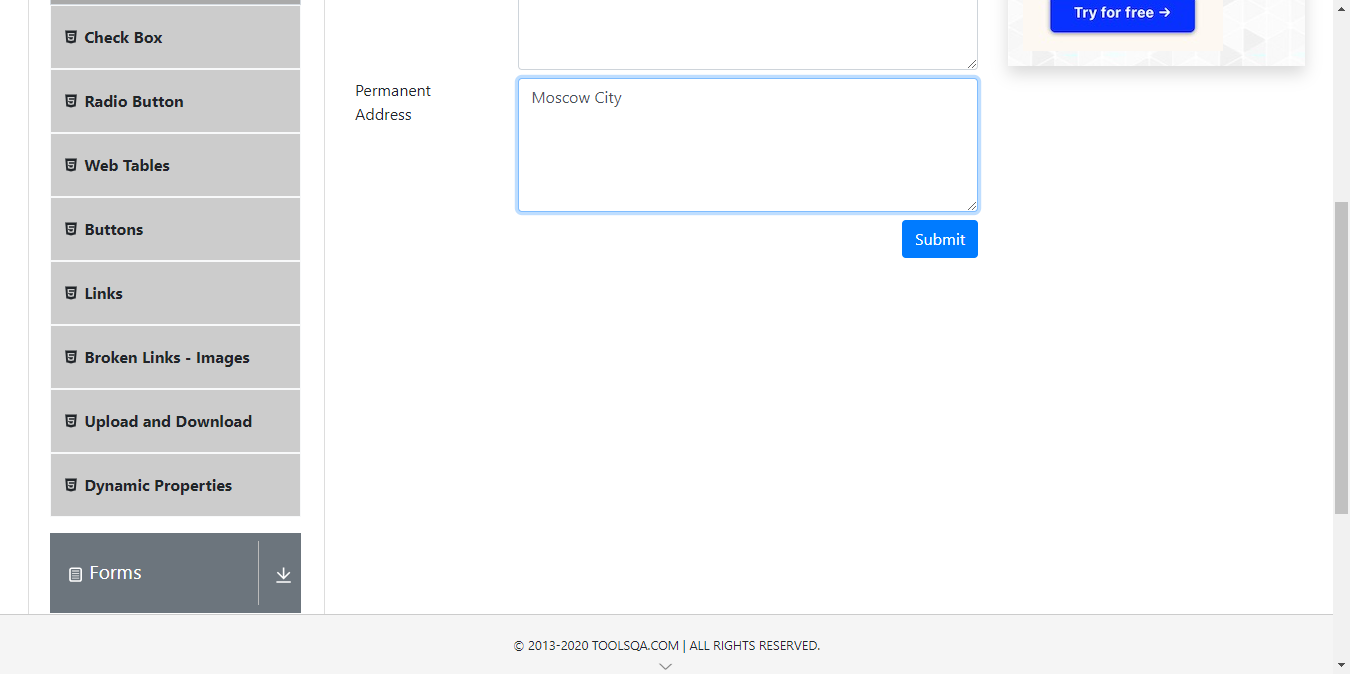 Try for free →
Check Box
Radio Button
Web Tables
Buttons
Links
Broken Links - Images
Upload and Download
Dynamic Properties
Forms
Permanent
Address
Moscow City
Submit
© 2013-2020 TOOLSQA.COM | ALL RIGHTS RESERVED.